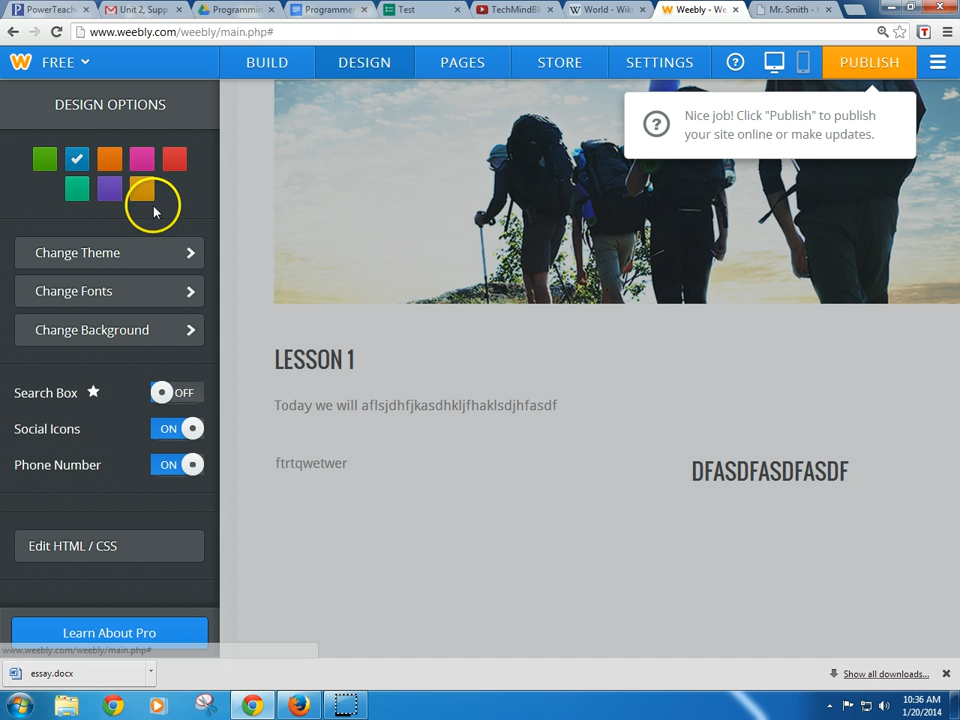 PowerTeach
Unit 2, Supp
Programmin
Programme
Test
TechMindBl
World - Wiki
Weebly - We
Mr. Smith -
www.weebly.com/weebly/main.php#
FREE
BUILD
DESIGN
PAGES
STORE
SETTINGS
PUBLISH
DESIGN OPTIONS
Nice job! Click "Publish" to publish
your site online or make updates.
Change Theme
Change Fonts
Change Background
Search Box
OFF
Social Icons
ON
Phone Number
ON
Edit HTML / CSS
Learn About Pro
LESSON 1
Today we will aflsjdhfjkasdhkljfhaklsdjhfasdf
ftrtqwetwer
DFASDFASDFASDF
www.weebly.com/weebly/main.php#
essay.docx
Show all downloads...
10:36 AM
1/20/2014